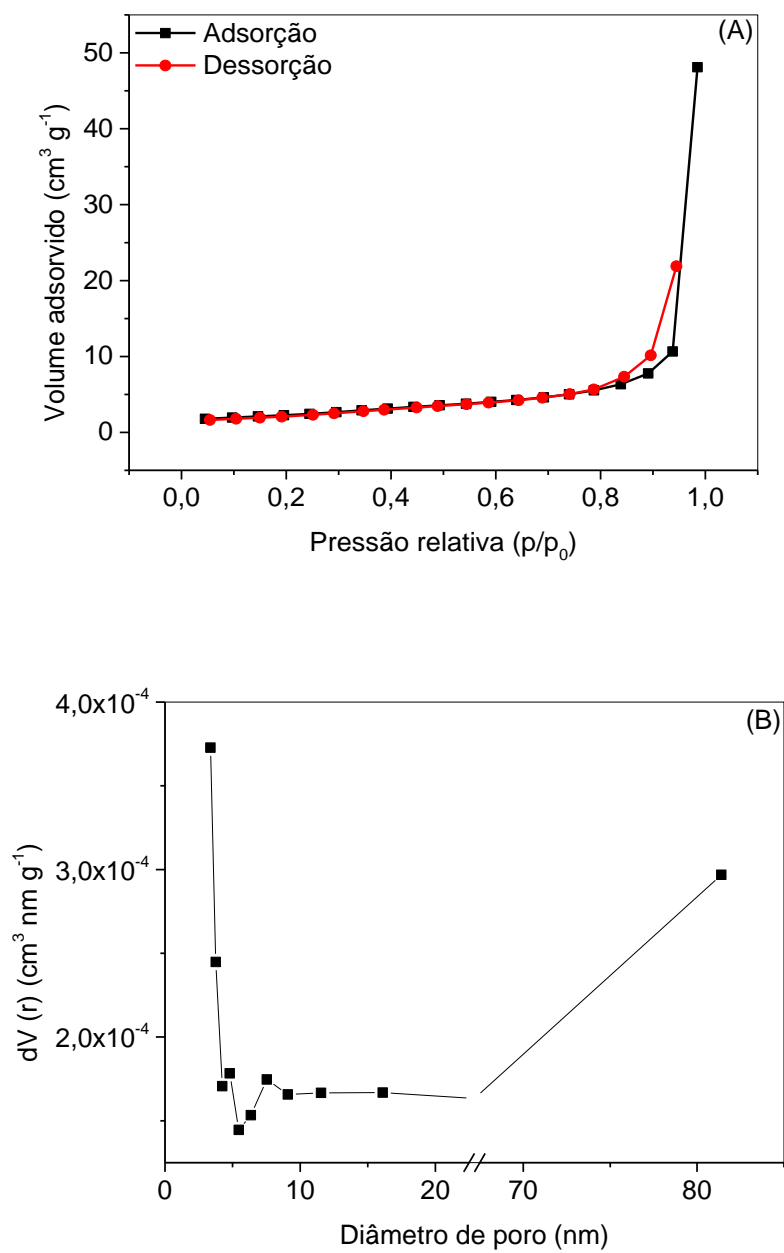 (A)
Adsorção
Dessorção
50
40
30
20
10
0
Volume adsorvido (cm³ g⁻¹)
0,0 0,2 0,4 0,6 0,8 1,0
Pressão relativa (p/p₀)
(B)
4,0x10⁻⁴
3,0x10⁻⁴
2,0x10⁻⁴
dV (r) (cm³ nm g⁻¹)
0 10 20 70 80
Diâmetro de poro (nm)